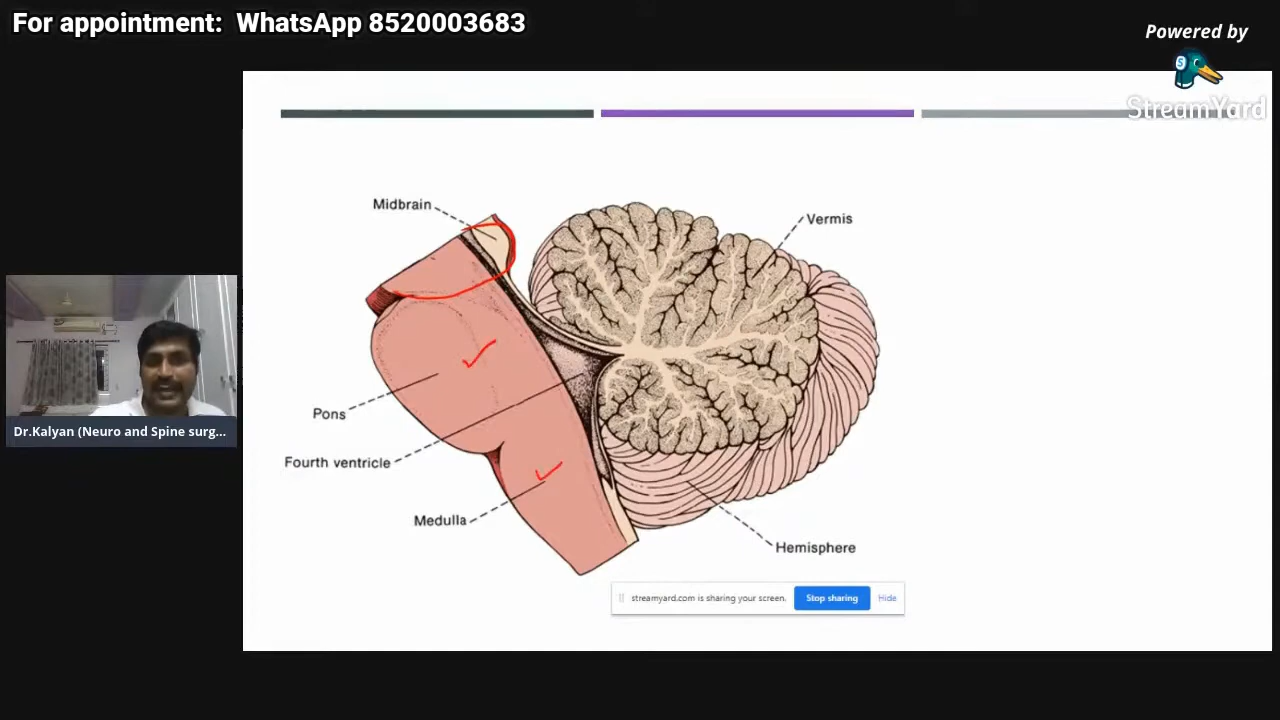 For appointment:  WhatsApp 8520003683
Powered by
StreamYard
Midbrain
Vermis
Pons
Fourth ventricle
Medulla
Hemisphere
Dr.Kalyan (Neuro and Spine surg...
streamyard.com is sharing your screen.
Stop sharing
Hide